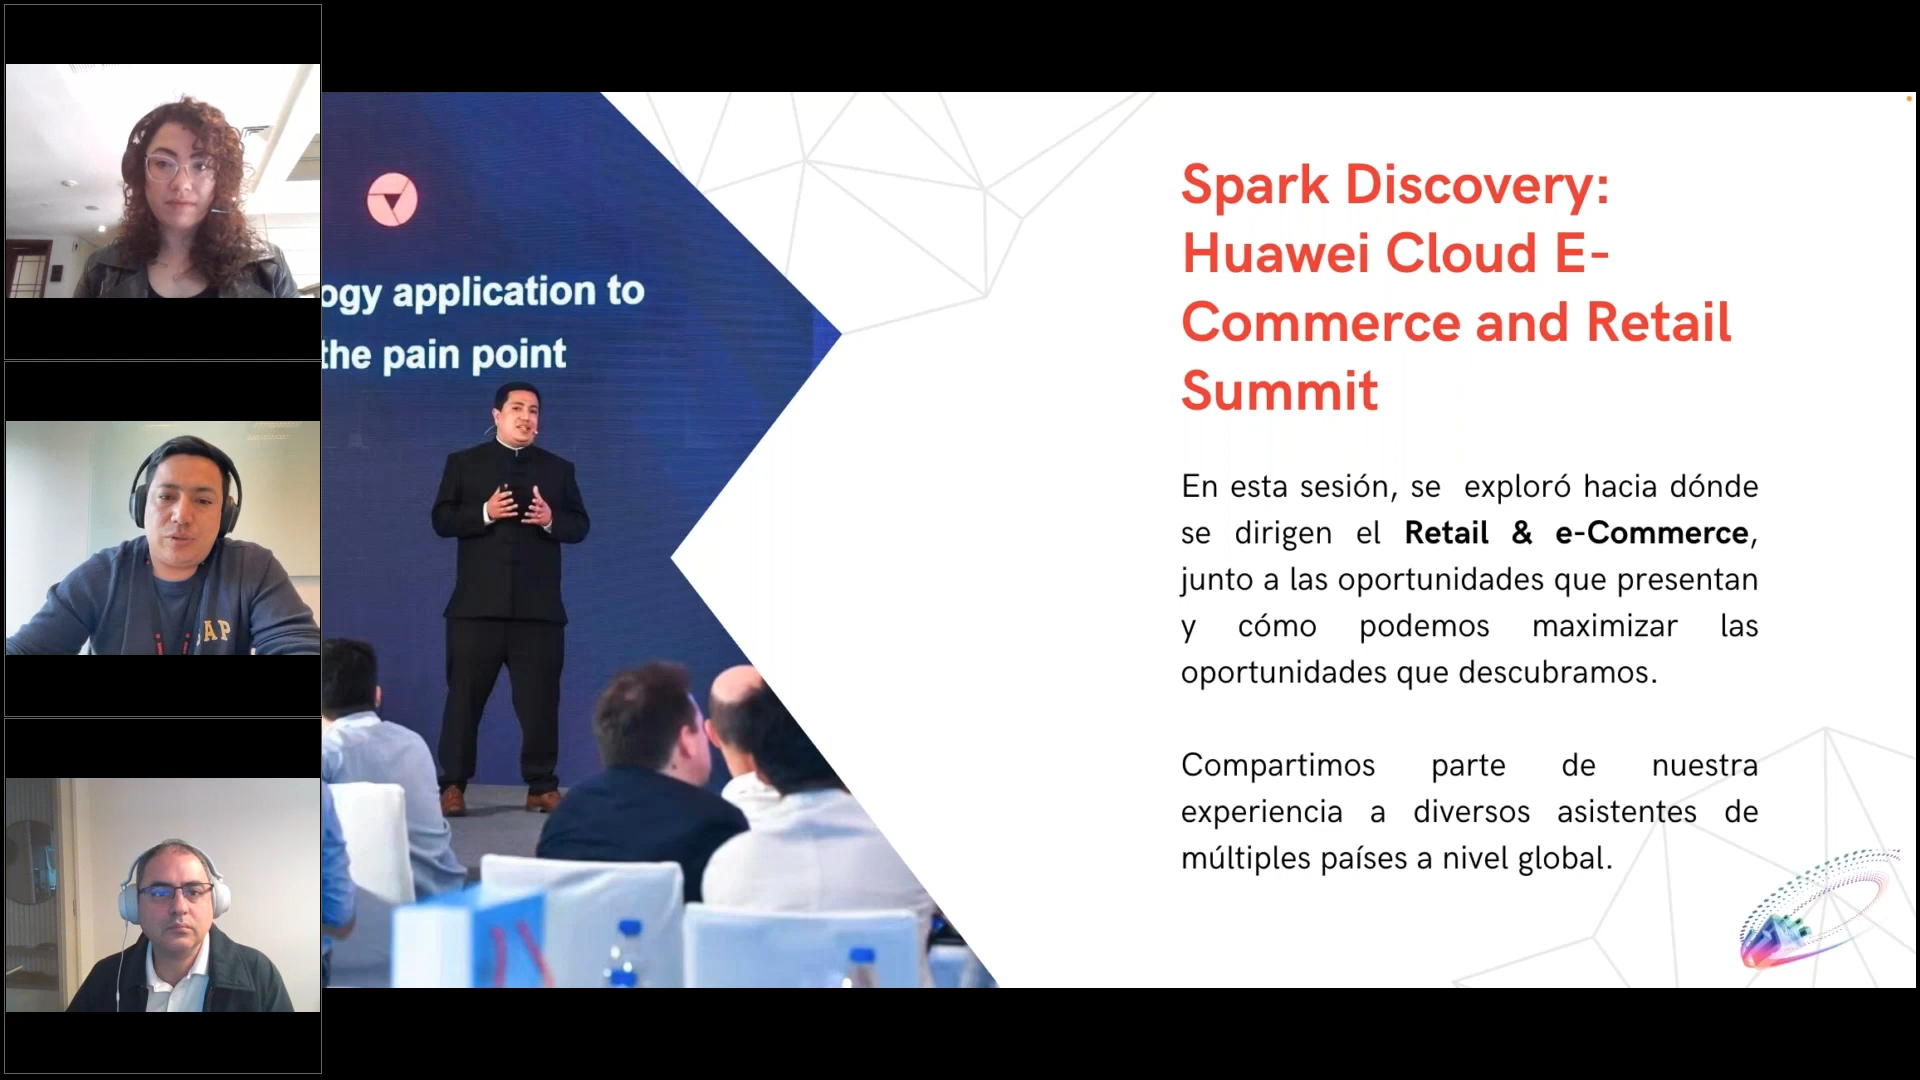 ogy application to
the pain point
AP
Spark Discovery:
Huawei Cloud E-
Commerce and Retail
Summit
En esta sesión, se exploró hacia dónde
se dirigen el Retail & e-Commerce,
junto a las oportunidades que presentan
y cómo podemos maximizar las
oportunidades que descubramos.
Compartimos parte de nuestra
experiencia a diversos asistentes de
múltiples países a nivel global.